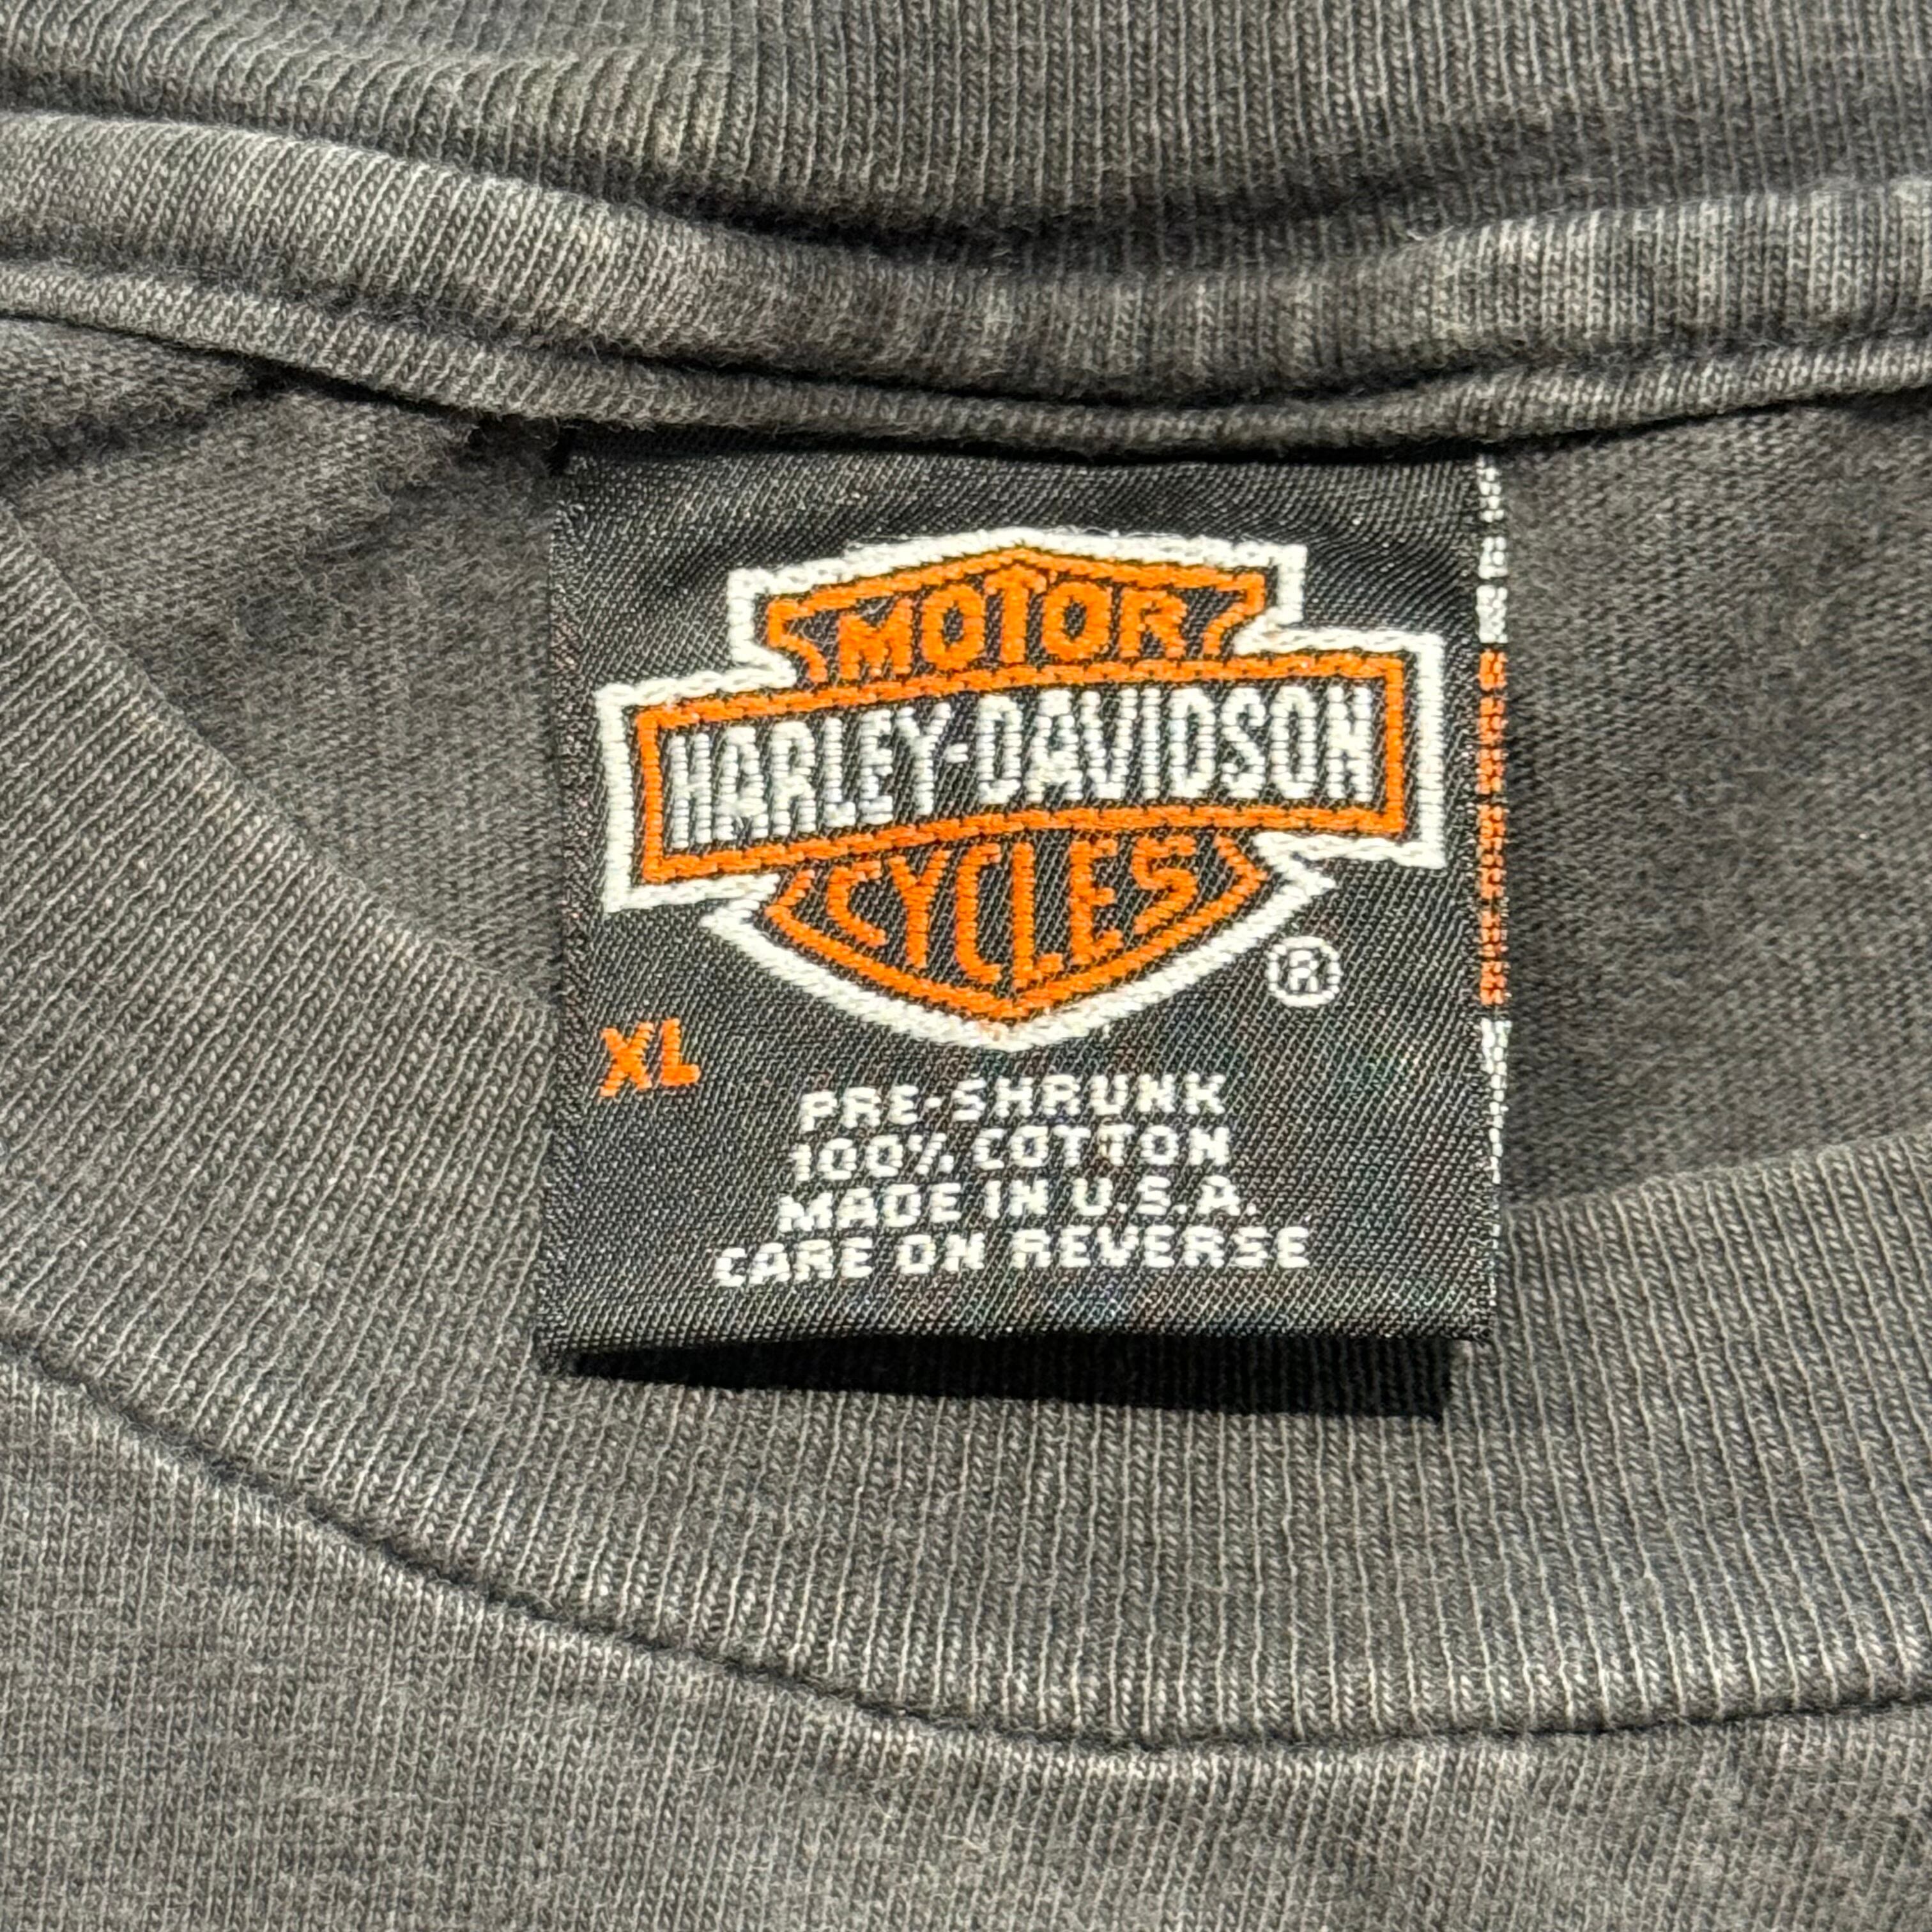 MOTOR
HARLEY-DAVIDSON
CYCLES
®
XL
PRE-SHRUNK
100% COTTON
MADE IN U.S.A.
CARE ON REVERSE